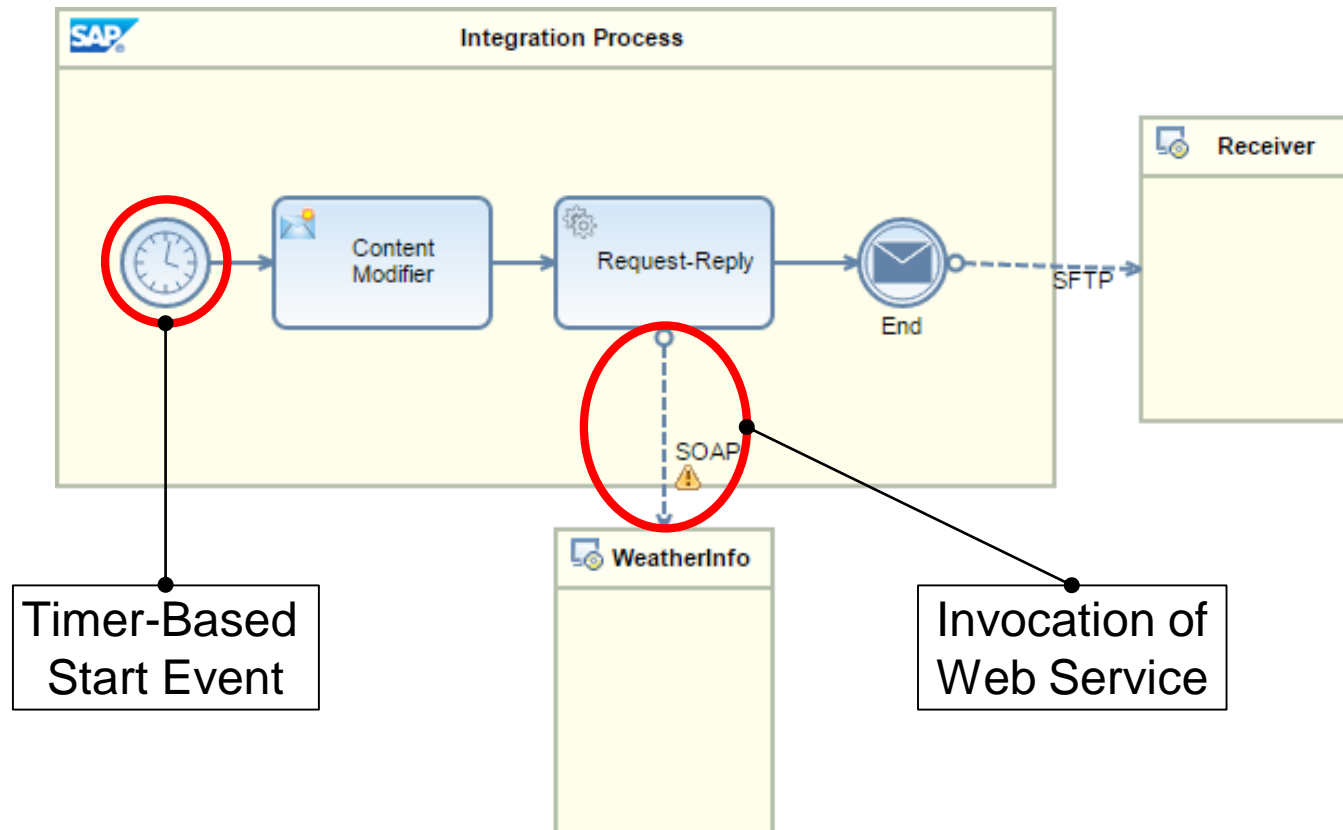 SAP®
Integration Process
Receiver
Content
Modifier
Request-Reply
SFTP
End
SOAP
WeatherInfo
Timer-Based
Start Event
Invocation of
Web Service